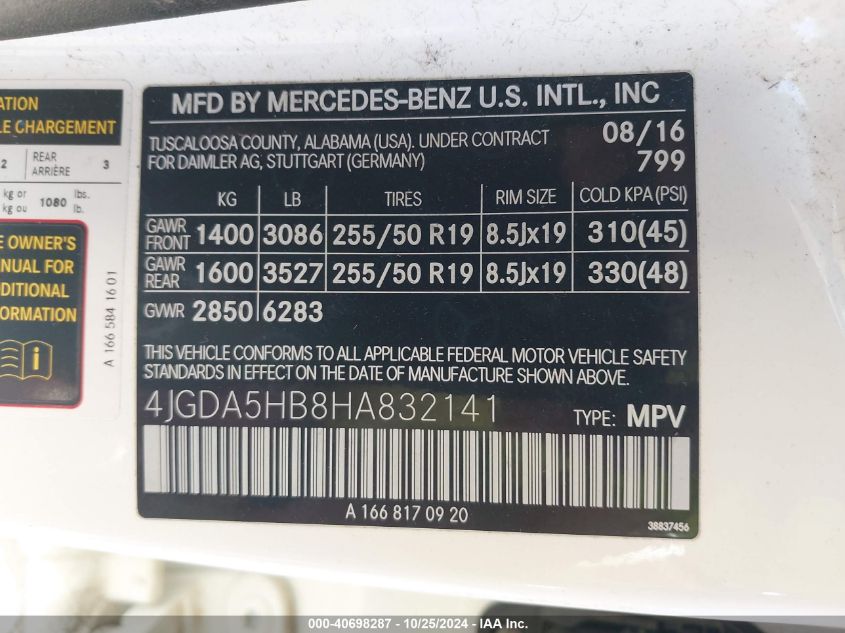 ATION
LE CHARGEMENT
2 REAR ARRIÈRE 3
kg or
kg ou 1080 lbs.
lb.
E OWNER'S
NUAL FOR
DDITIONAL
FORMATION
i
A 166 584 16 01
MFD BY MERCEDES-BENZ U.S. INTL., INC
TUSCALOOSA COUNTY, ALABAMA (USA). UNDER CONTRACT
FOR DAIMLER AG, STUTTGART (GERMANY)
08/16
799
KG LB TIRES RIM SIZE COLD KPA (PSI)
GAWR FRONT 1400 3086 255/50 R19 8.5Jx19 310(45)
GAWR REAR 1600 3527 255/50 R19 8.5Jx19 330(48)
GVWR 2850 6283
THIS VEHICLE CONFORMS TO ALL APPLICABLE FEDERAL MOTOR VEHICLE SAFETY
STANDARDS IN EFFECT ON THE DATE OF MANUFACTURE SHOWN ABOVE.
4JGDA5HB8HA832141 TYPE: MPV
A 166 817 09 20
38837456
000-40698287 - 10/25/2024 - IAAI.COM